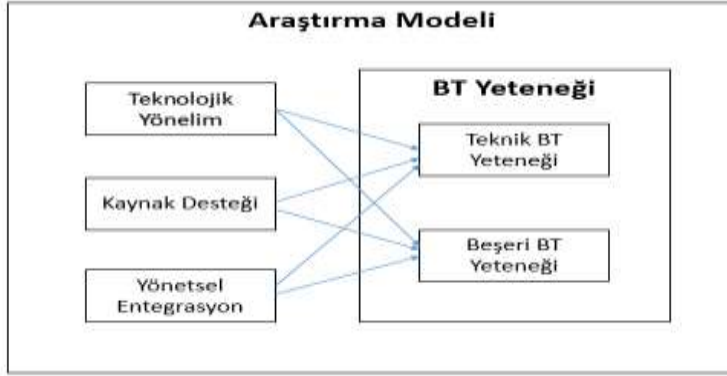 Araştırma Modeli
Teknolojik
Yönelim
Kaynak Desteği
Yönetsel
Entegrasyon
BT Yeteneği
Teknik BT
Yeteneği
Beşeri BT
Yeteneği